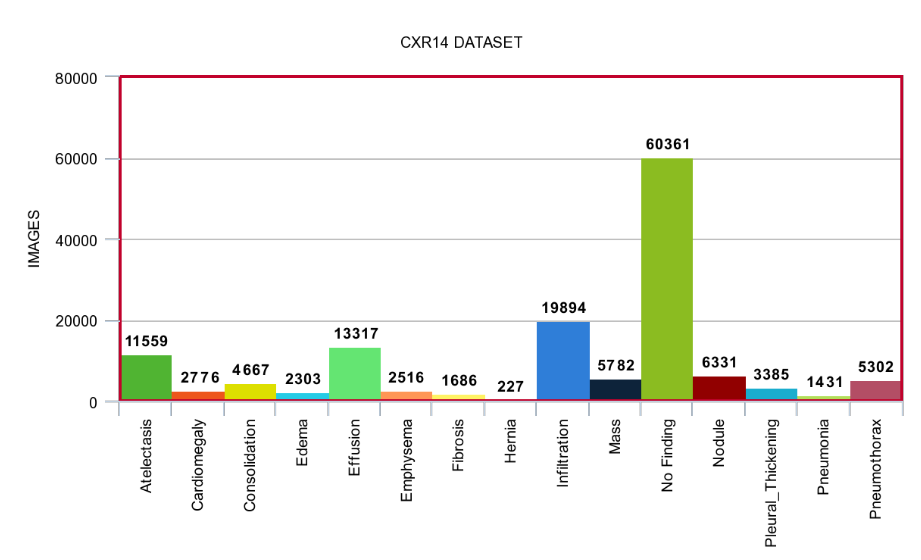 CXR14 DATASET
IMAGES
80000
60000
40000
20000
0
11559
2776
4667
2303
13317
2516
1686
227
19894
5782
60361
6331
3385
1431
5302
Atelectasis
Cardiomegaly
Consolidation
Edema
Effusion
Emphysema
Fibrosis
Hernia
Infiltration
Mass
No Finding
Nodule
Pleural_Thickening
Pneumonia
Pneumothorax